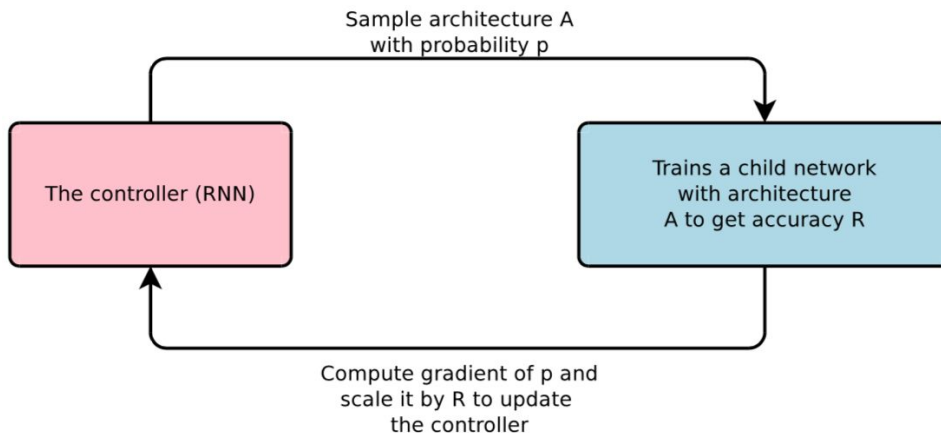 Sample architecture A
with probability p
The controller (RNN)
Trains a child network
with architecture
A to get accuracy R
Compute gradient of p and
scale it by R to update
the controller